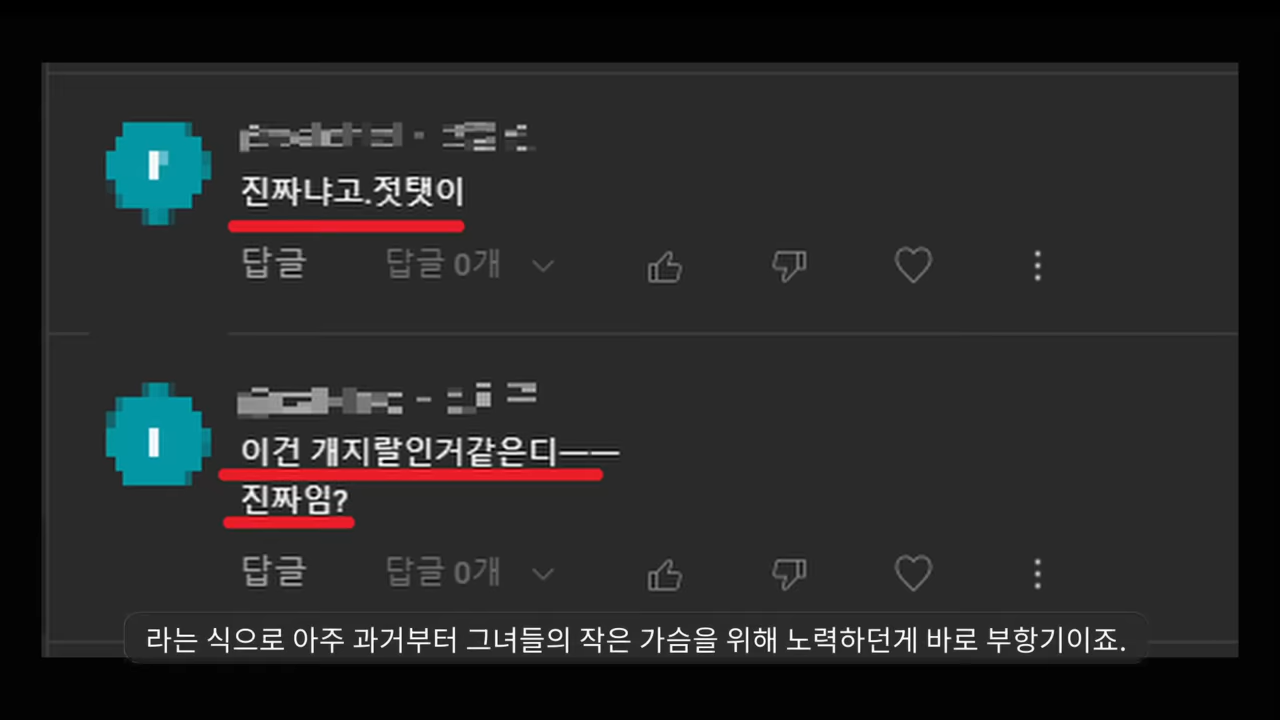 진짜냐고.젓탯이
답글 답글 0개
이건 개지랄인거같은디——
진짜임?
답글 답글 0개
라는 식으로 아주 과거부터 그녀들의 작은 가슴을 위해 노력하던게 바로 부항기이죠.